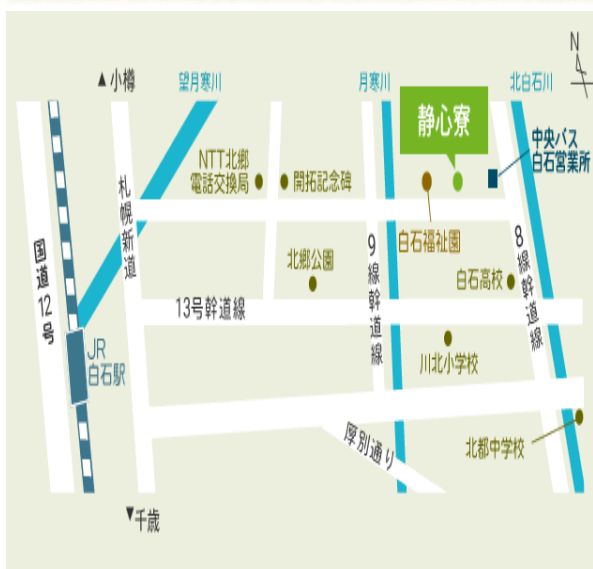 ▲小樽
望月寒川
月寒川
北白石川
N
静心寮
中央バス
白石営業所
NTT北郷
電話交換局
開拓記念碑
札幌新道
白石福祉園
国道12号
北郷公園
9線幹道線
8線幹道線
白石高校
13号幹道線
JR
白石駅
川北小学校
厚別通り
北都中学校
▼千歳